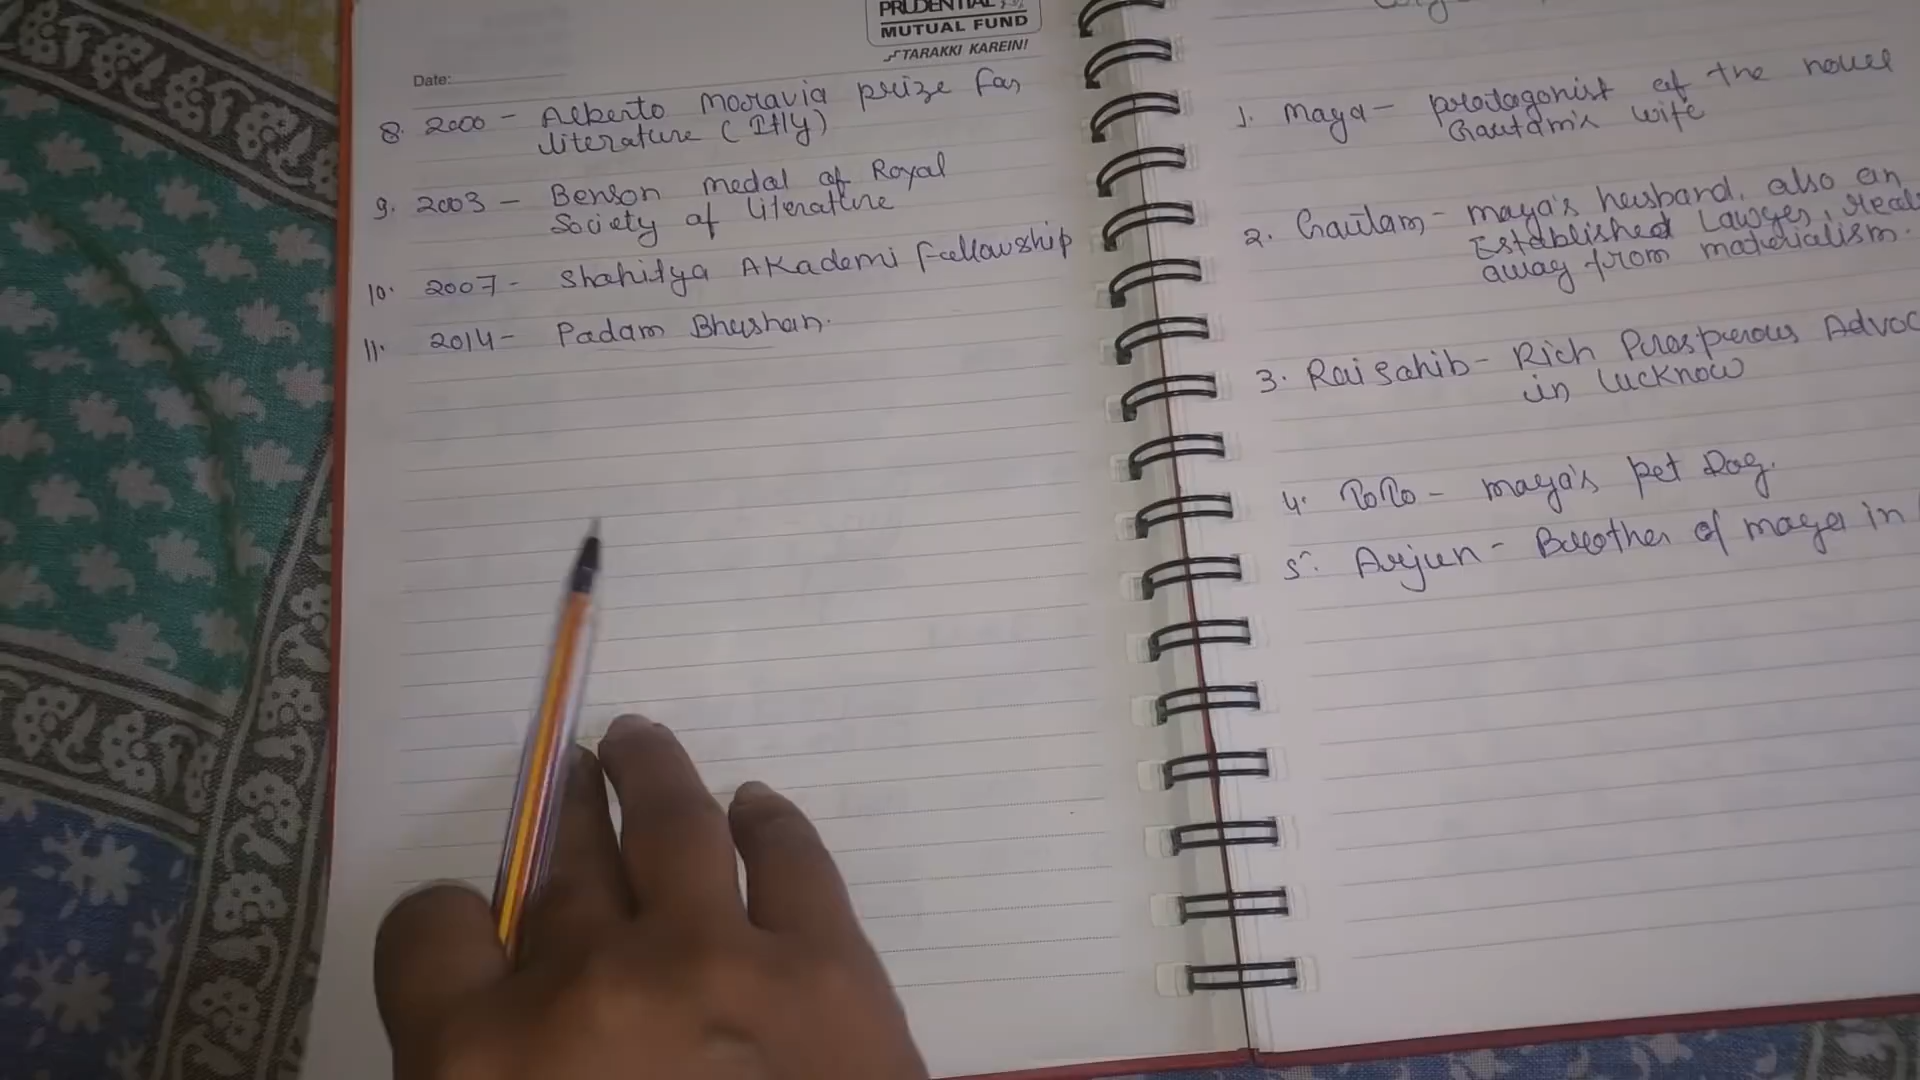 PRUDENTIAL
MUTUAL FUND
TARAKKI KAREIN!
Date:
8. 2000 - Alberto Moravia prize for
literature (Itly)
9. 2003 - Benson medal of Royal
Society of literature
10. 2007 - Shahitya Akademi Fellowship
11. 2014 - Padam Bhushan.
1. Maya - protagonist of the novel
Gautam's wife
2. Gautam - maya's husband, also an
Established Lawyer,
away from materialism.
3. Rai Sahib - Rich Prosperous Advoc
in lucknow
4. ToTo - maya's pet Dog.
5. Arjun - Brother of maya in